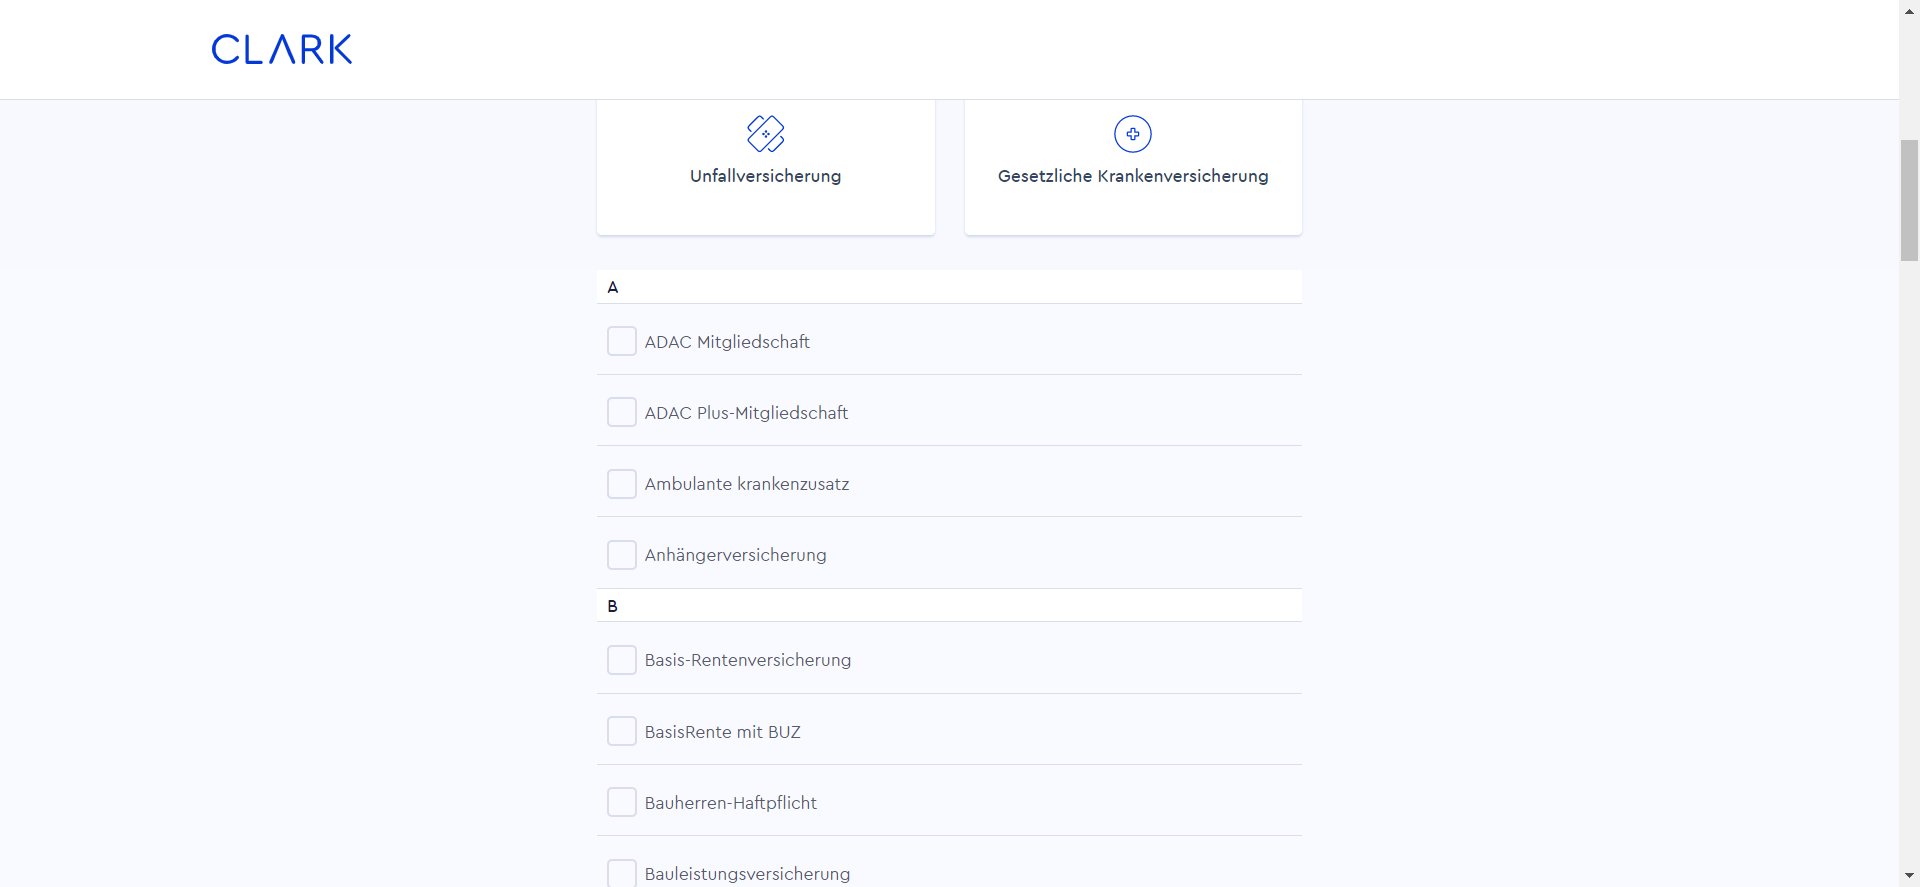 CLARK
Unfallversicherung
Gesetzliche Krankenversicherung
A
ADAC Mitgliedschaft
ADAC Plus-Mitgliedschaft
Ambulante krankenzusatz
Anhängerversicherung
B
Basis-Rentenversicherung
BasisRente mit BUZ
Bauherren-Haftpflicht
Bauleistungsversicherung